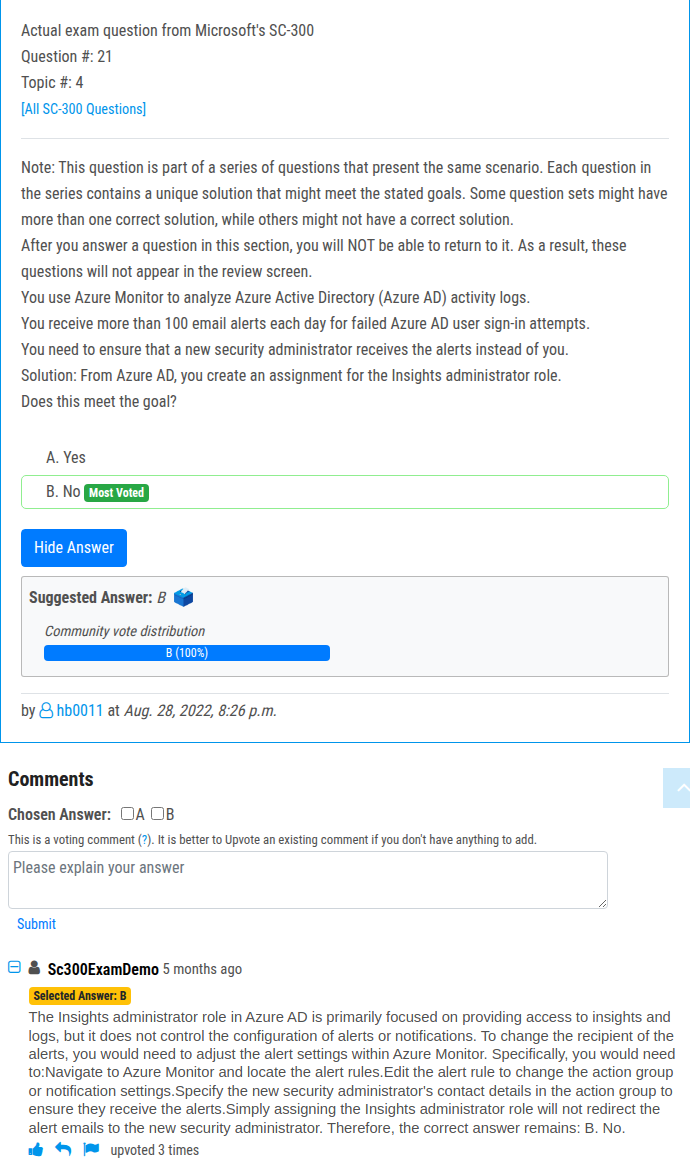 Actual exam question from Microsoft's SC-300
Question #: 21
Topic #: 4
[All SC-300 Questions]
Note: This question is part of a series of questions that present the same scenario. Each question in
the series contains a unique solution that might meet the stated goals. Some question sets might have
more than one correct solution, while others might not have a correct solution.
After you answer a question in this section, you will NOT be able to return to it. As a result, these
questions will not appear in the review screen.
You use Azure Monitor to analyze Azure Active Directory (Azure AD) activity logs.
You receive more than 100 email alerts each day for failed Azure AD user sign-in attempts.
You need to ensure that a new security administrator receives the alerts instead of you.
Solution: From Azure AD, you create an assignment for the Insights administrator role.
Does this meet the goal?
A. Yes
B. No Most Voted
Hide Answer
Suggested Answer: B
Community vote distribution
B (100%)
by hb0011 at Aug. 28, 2022, 8:26 p.m.
Comments
Chosen Answer: A B
This is a voting comment (?). It is better to Upvote an existing comment if you don't have anything to add.
Please explain your answer
Submit
Sc300ExamDemo 5 months ago
Selected Answer: B
The Insights administrator role in Azure AD is primarily focused on providing access to insights and
logs, but it does not control the configuration of alerts or notifications. To change the recipient of the
alerts, you would need to adjust the alert settings within Azure Monitor. Specifically, you would need
to:Navigate to Azure Monitor and locate the alert rules.Edit the alert rule to change the action group
or notification settings.Specify the new security administrator's contact details in the action group to
ensure they receive the alerts.Simply assigning the Insights administrator role will not redirect the
alert emails to the new security administrator. Therefore, the correct answer remains: B. No.
upvoted 3 times